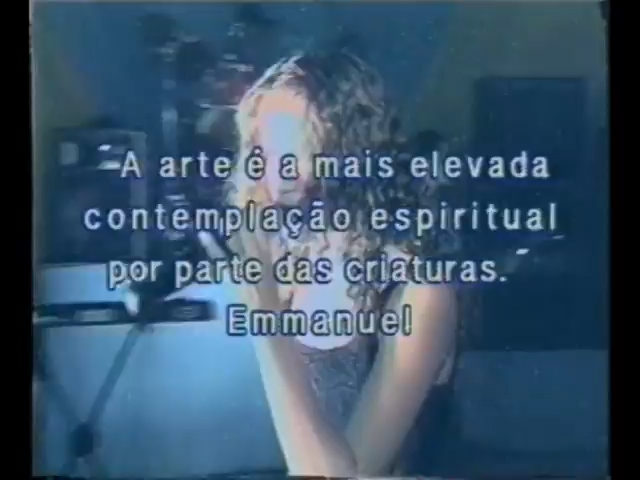 A arte é a mais elevada
contemplação espiritual
por parte das criaturas.
Emmanuel